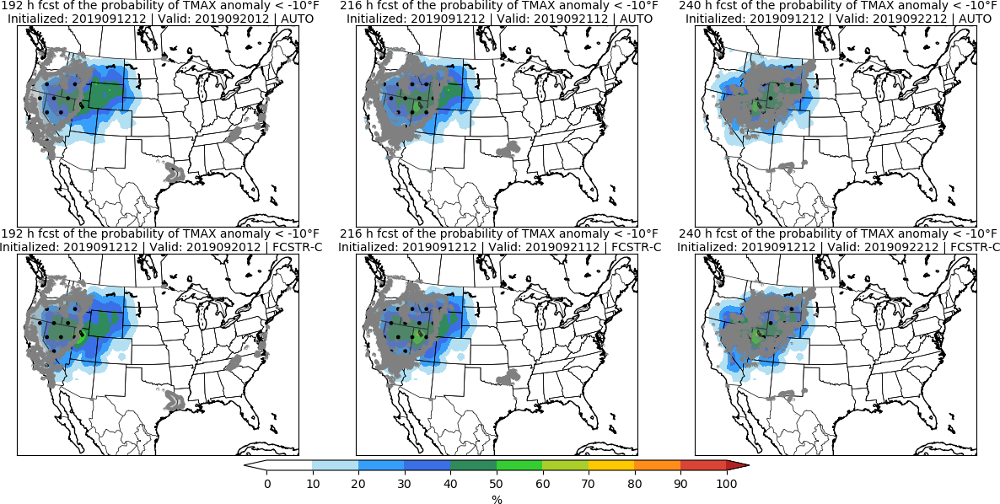 192 h fcst of the probability of TMAX anomaly < -10°F
Initialized: 2019091212 | Valid: 2019092012 | AUTO
216 h fcst of the probability of TMAX anomaly < -10°F
Initialized: 2019091212 | Valid: 2019092112 | AUTO
240 h fcst of the probability of TMAX anomaly < -10°F
Initialized: 2019091212 | Valid: 2019092212 | AUTO
192 h fcst of the probability of TMAX anomaly < -10°F
Initialized: 2019091212 | Valid: 2019092012 | FCSTR-C
216 h fcst of the probability of TMAX anomaly < -10°F
Initialized: 2019091212 | Valid: 2019092112 | FCSTR-C
240 h fcst of the probability of TMAX anomaly < -10°F
Initialized: 2019091212 | Valid: 2019092212 | FCSTR-C
0 10 20 30 40 50 60 70 80 90 100
%